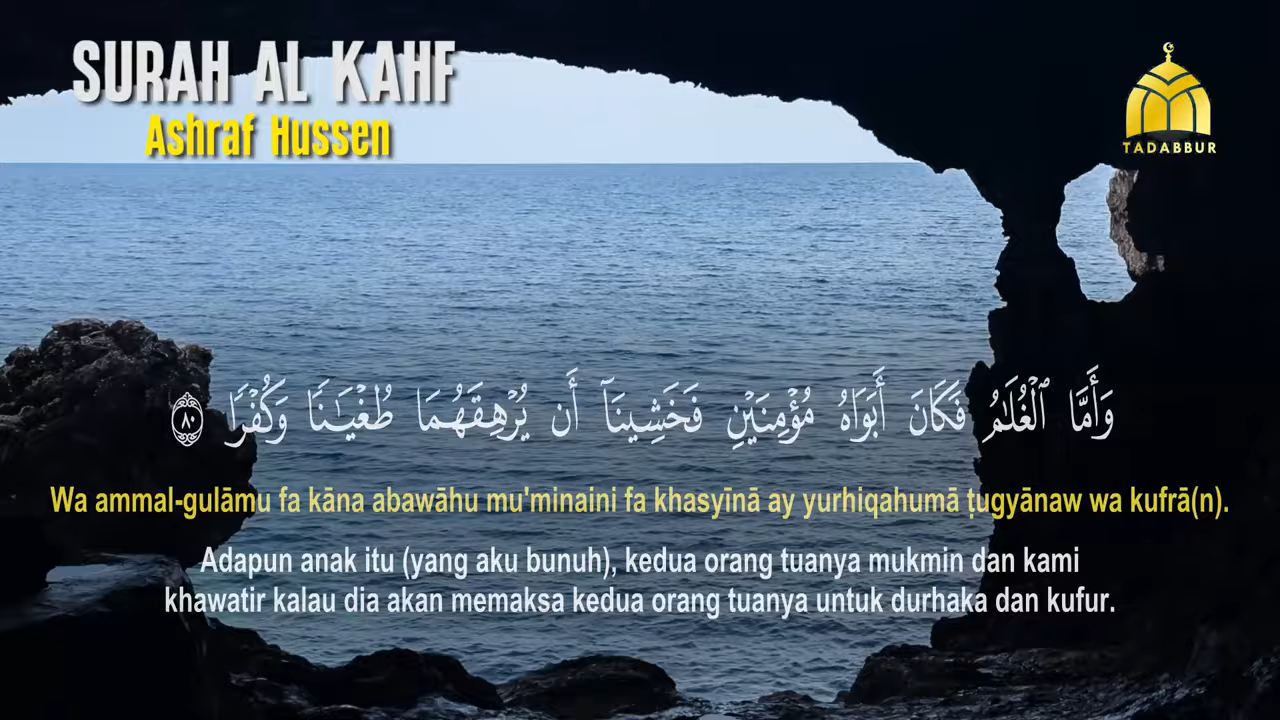 SURAH AL KAHF
Ashraf Hussen
TADABBUR
وَأَمَّا ٱلْغُلَـٰمُ فَكَانَ أَبَوَاهُ مُؤْمِنَيْنِ فَخَشِينَآ أَن يُرْهِقَهُمَا طُغْيَـٰنًا وَكُفْرًا ٨٠
Wa ammal-gulāmu fa kāna abawāhu mu'minaini fa khasyīnā ay yurhiqahumā ṭugyānaw wa kufrā(n).
Adapun anak itu (yang aku bunuh), kedua orang tuanya mukmin dan kami
khawatir kalau dia akan memaksa kedua orang tuanya untuk durhaka dan kufur.